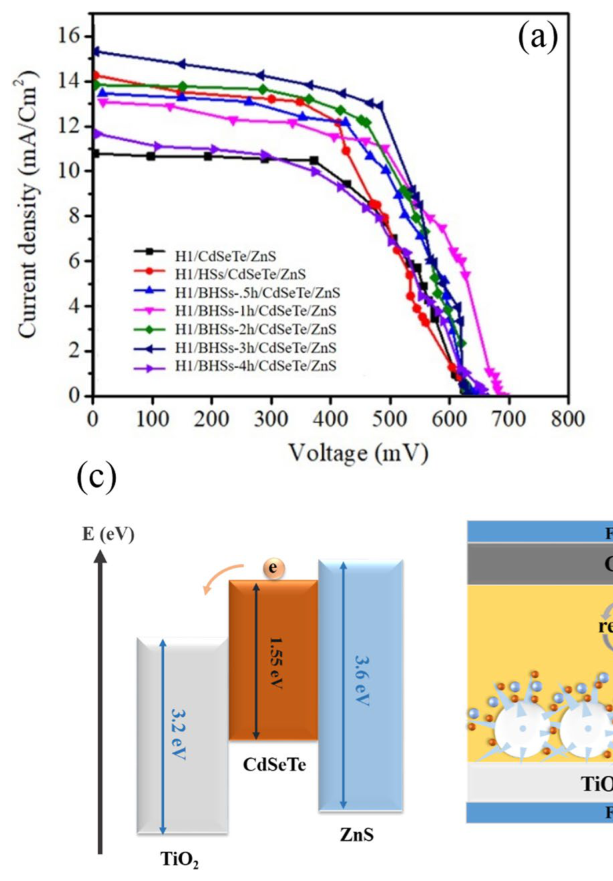 (a)
16
14
12
10
8
6
4
2
0
Current density (mA/Cm²)
H1/CdSeTe/ZnS
H1/HSs/CdSeTe/ZnS
H1/BHSs-.5h/CdSeTe/ZnS
H1/BHSs-1h/CdSeTe/ZnS
H1/BHSs-2h/CdSeTe/ZnS
H1/BHSs-3h/CdSeTe/ZnS
H1/BHSs-4h/CdSeTe/ZnS
0 100 200 300 400 500 600 700 800
Voltage (mV)
(c)
E (eV)
e
3.2 eV
1.55 eV
3.6 eV
CdSeTe
TiO₂
ZnS
F
re
TiO
F